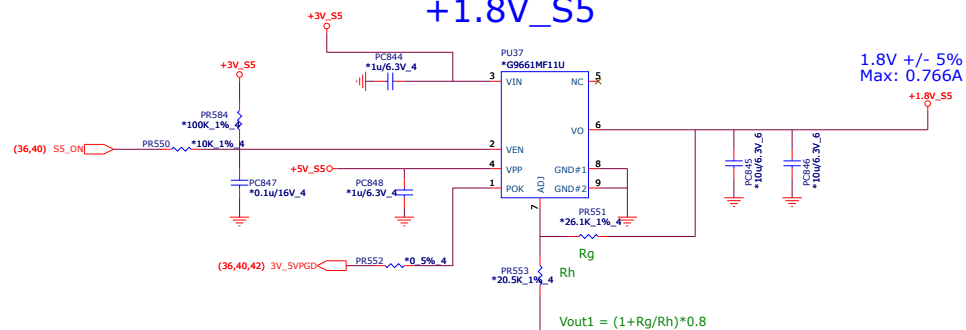 +1.8V_S5
+3V_S5
PC844
*1u/6.3V_4
PU37
*G9661MF11U
3
VIN
NC
5
1.8V +/- 5%
Max: 0.766A
+1.8V_S5
+3V_S5
PR584
*100K_1%_4
6
VO
(36,40) S5_ON
PR550
*10K_1%_4
2
VEN
+5V_S5
4
VPP
GND#1
8
PC847
*0.1u/16V_4
PC848
*1u/6.3V_4
1
POK
ADJ
GND#2
9
7
PC845
*10u/6.3V_6
PC846
*10u/6.3V_6
PR551
*26.1K_1%_4
Rg
(36,40,42) 3V_5VPGD
PR552
*0_5%_4
PR553
*20.5K_1%_4
Rh
Vout1 = (1+Rg/Rh)*0.8